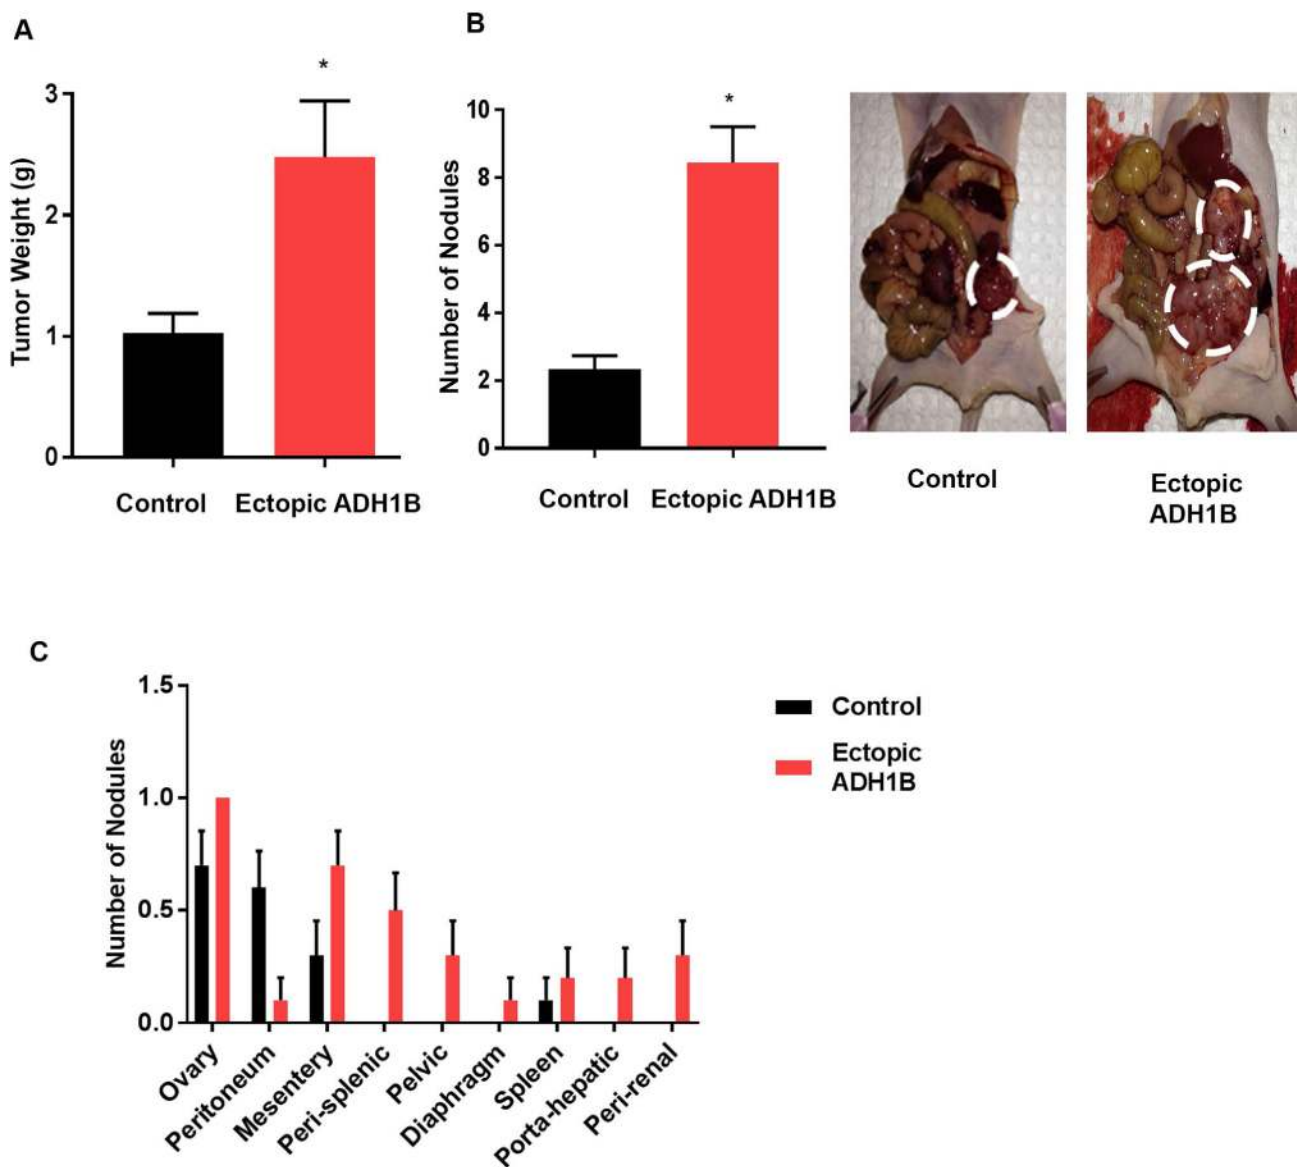 A
B
*
3
2
1
0
Tumor Weight (g)
Control
Ectopic ADH1B
*
10
8
6
4
2
0
Number of Nodules
Control
Ectopic ADH1B
Control
Ectopic
ADH1B
C
1.5
1.0
0.5
0.0
Number of Nodules
Control
Ectopic
ADH1B
Ovary
Peritoneum
Mesentery
Peri-splenic
Pelvic
Diaphragm
Spleen
Porta-hepatic
Peri-renal